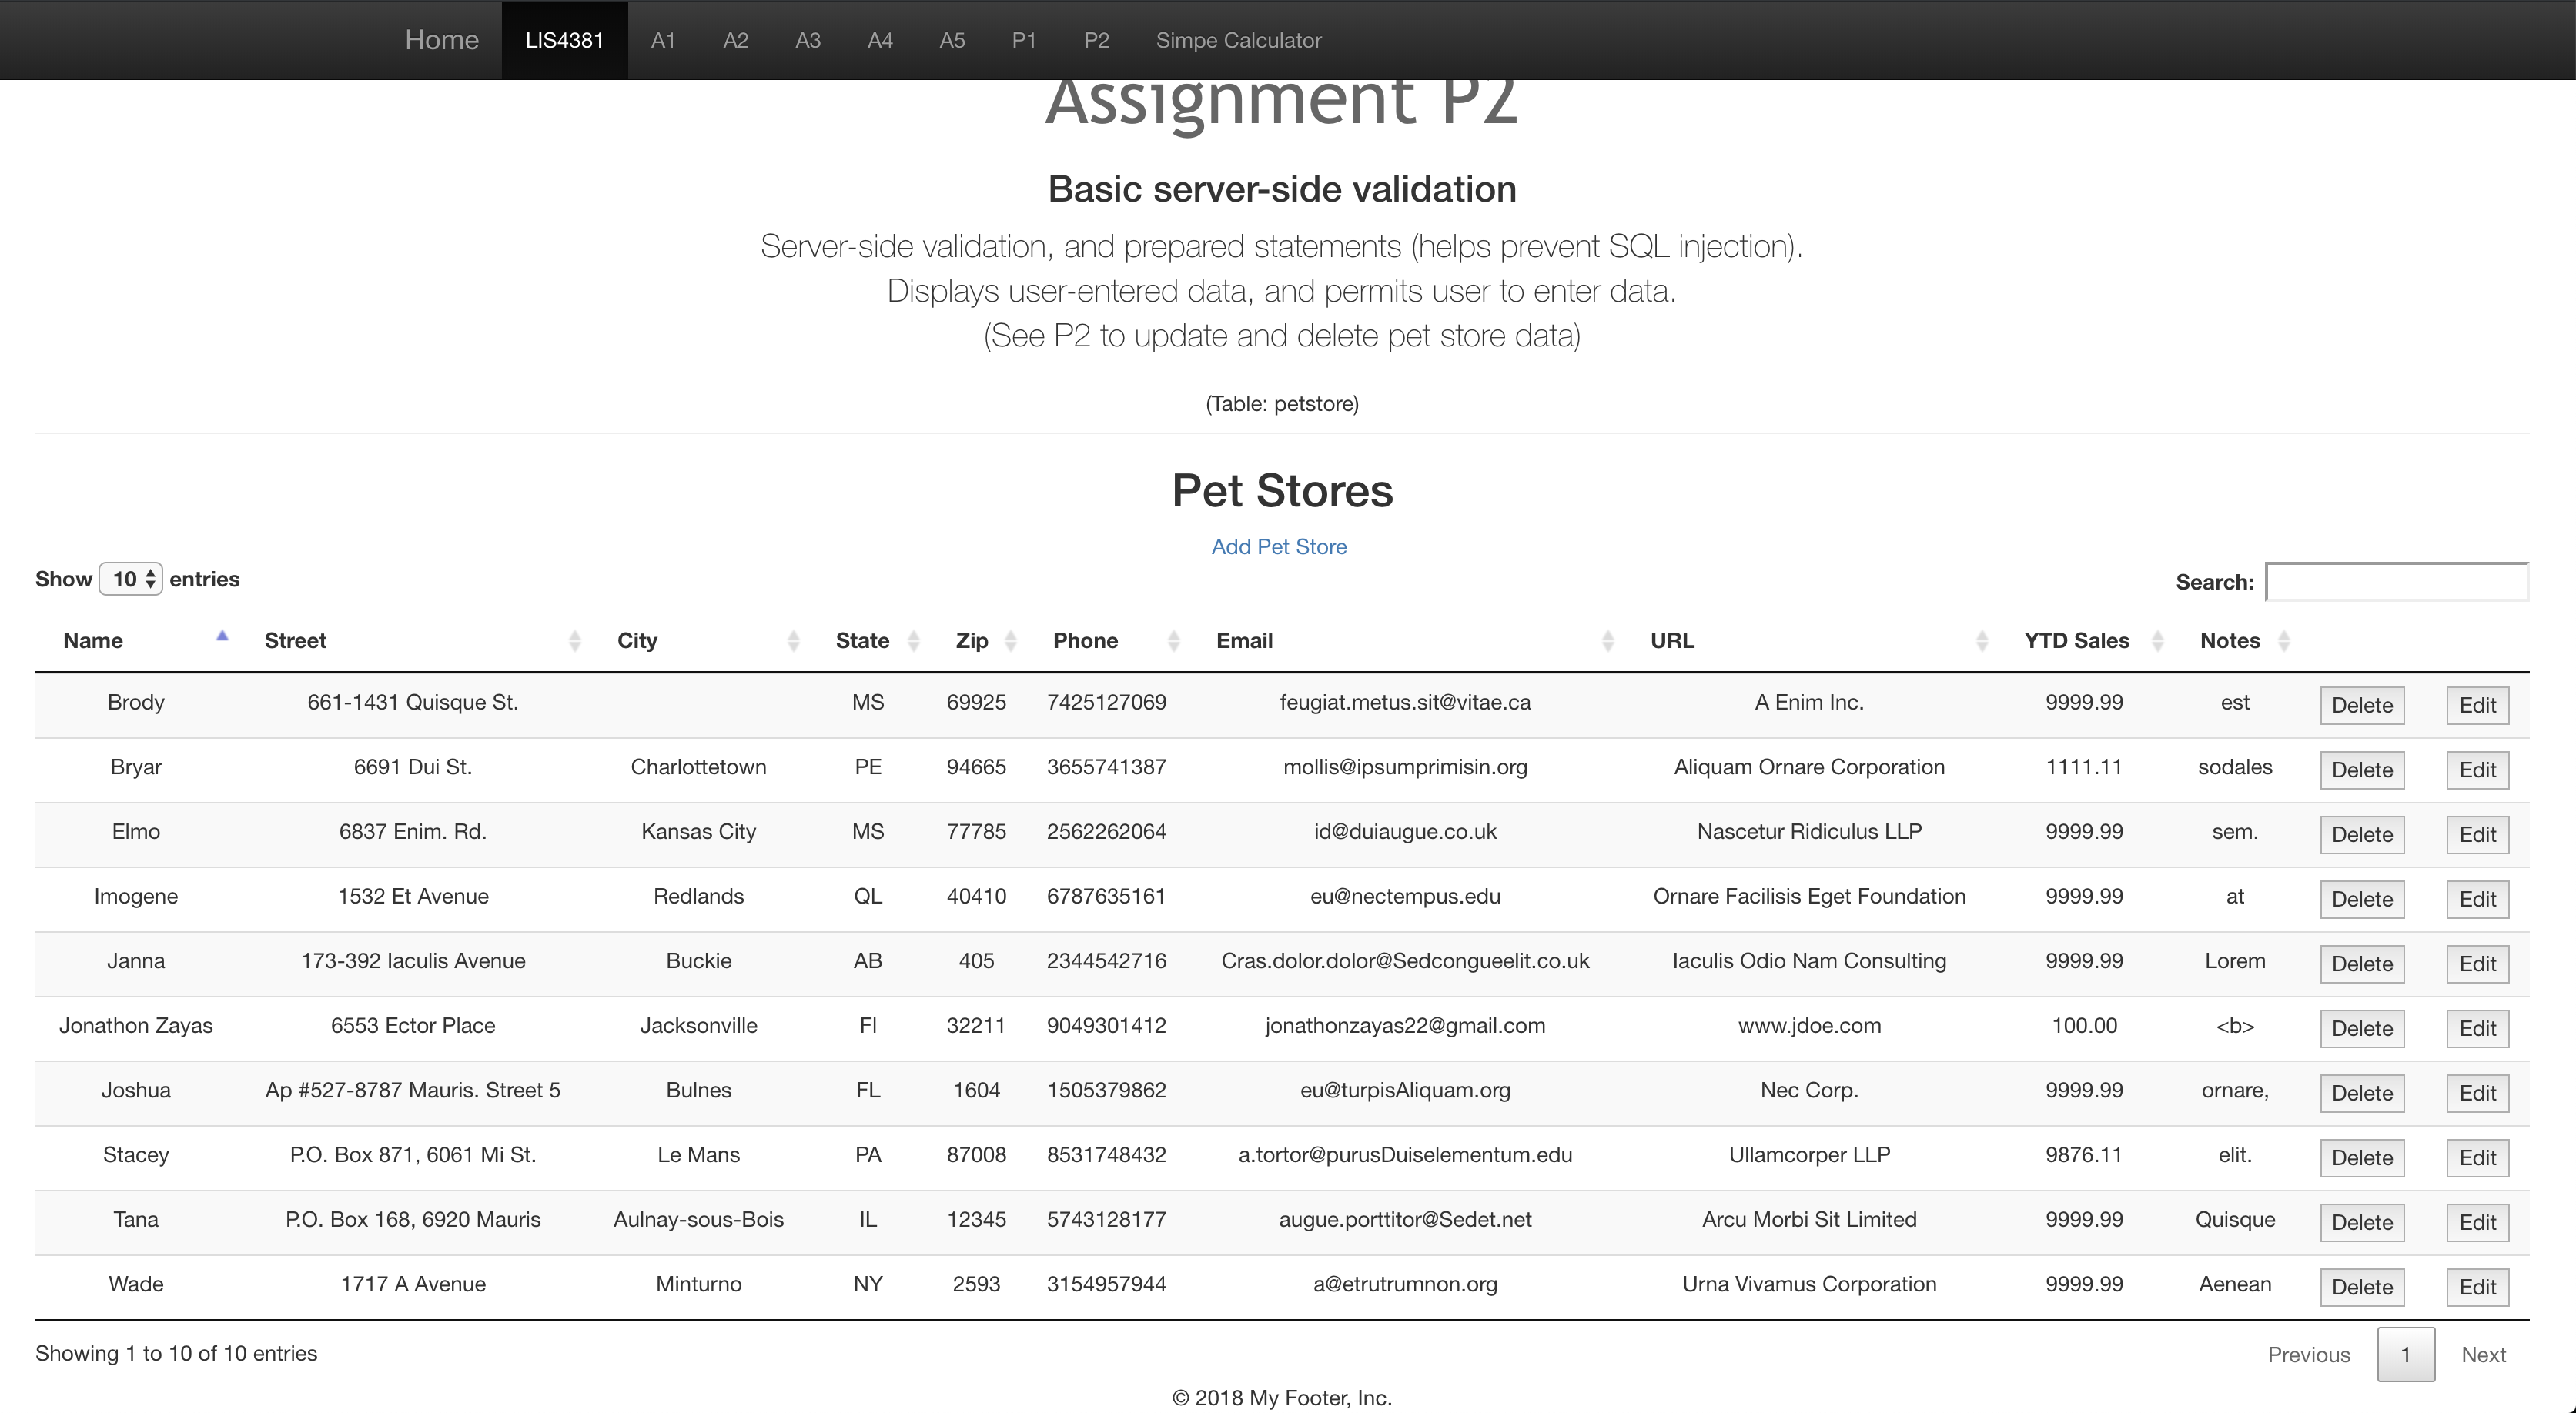 Home LIS4381 A1 A2 A3 A4 A5 P1 P2 Simpe Calculator
Assignment P2
Basic server-side validation
Server-side validation, and prepared statements (helps prevent SQL injection).
Displays user-entered data, and permits user to enter data.
(See P2 to update and delete pet store data)
(Table: petstore)
Pet Stores
Add Pet Store
Show 10 entries Search:
Name Street City State Zip Phone Email URL YTD Sales Notes
Brody 661-1431 Quisque St. MS 69925 7425127069 feugiat.metus.sit@vitae.ca A Enim Inc. 9999.99 est Delete Edit
Bryar 6691 Dui St. Charlottetown PE 94665 3655741387 mollis@ipsumprimisin.org Aliquam Ornare Corporation 1111.11 sodales Delete Edit
Elmo 6837 Enim. Rd. Kansas City MS 77785 2562262064 id@duiaugue.co.uk Nascetur Ridiculus LLP 9999.99 sem. Delete Edit
Imogene 1532 Et Avenue Redlands QL 40410 6787635161 eu@nectempus.edu Ornare Facilisis Eget Foundation 9999.99 at Delete Edit
Janna 173-392 Iaculis Avenue Buckie AB 405 2344542716 Cras.dolor.dolor@Sedcongueelit.co.uk Iaculis Odio Nam Consulting 9999.99 Lorem Delete Edit
Jonathon Zayas 6553 Ector Place Jacksonville Fl 32211 9049301412 jonathonzayas22@gmail.com www.jdoe.com 100.00 <b> Delete Edit
Joshua Ap #527-8787 Mauris. Street 5 Bulnes FL 1604 1505379862 eu@turpisAliquam.org Nec Corp. 9999.99 ornare, Delete Edit
Stacey P.O. Box 871, 6061 Mi St. Le Mans PA 87008 8531748432 a.tortor@purusDuiselementum.edu Ullamcorper LLP 9876.11 elit. Delete Edit
Tana P.O. Box 168, 6920 Mauris Aulnay-sous-Bois IL 12345 5743128177 augue.porttitor@Sedet.net Arcu Morbi Sit Limited 9999.99 Quisque Delete Edit
Wade 1717 A Avenue Minturno NY 2593 3154957944 a@etrutrumnon.org Urna Vivamus Corporation 9999.99 Aenean Delete Edit
Showing 1 to 10 of 10 entries Previous 1 Next
© 2018 My Footer, Inc.